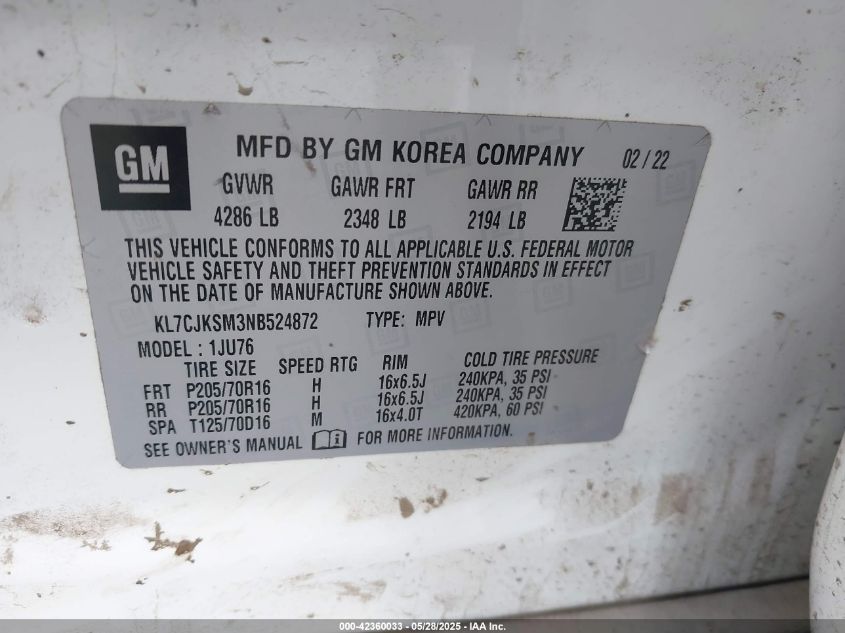 GM
MFD BY GM KOREA COMPANY 02 / 22
GVWR GAWR FRT GAWR RR
4286 LB 2348 LB 2194 LB
THIS VEHICLE CONFORMS TO ALL APPLICABLE U.S. FEDERAL MOTOR
VEHICLE SAFETY AND THEFT PREVENTION STANDARDS IN EFFECT
ON THE DATE OF MANUFACTURE SHOWN ABOVE.
KL7CJKSM3NB524872 TYPE: MPV
MODEL : 1JU76
TIRE SIZE SPEED RTG RIM COLD TIRE PRESSURE
FRT P205/70R16 H 16x6.5J 240KPA, 35 PSI
RR P205/70R16 H 16x6.5J 240KPA, 35 PSI
SPA T125/70D16 M 16x4.0T 420KPA, 60 PSI
SEE OWNER'S MANUAL FOR MORE INFORMATION.
000-42360033 - 05/28/2025 - IAA Inc.